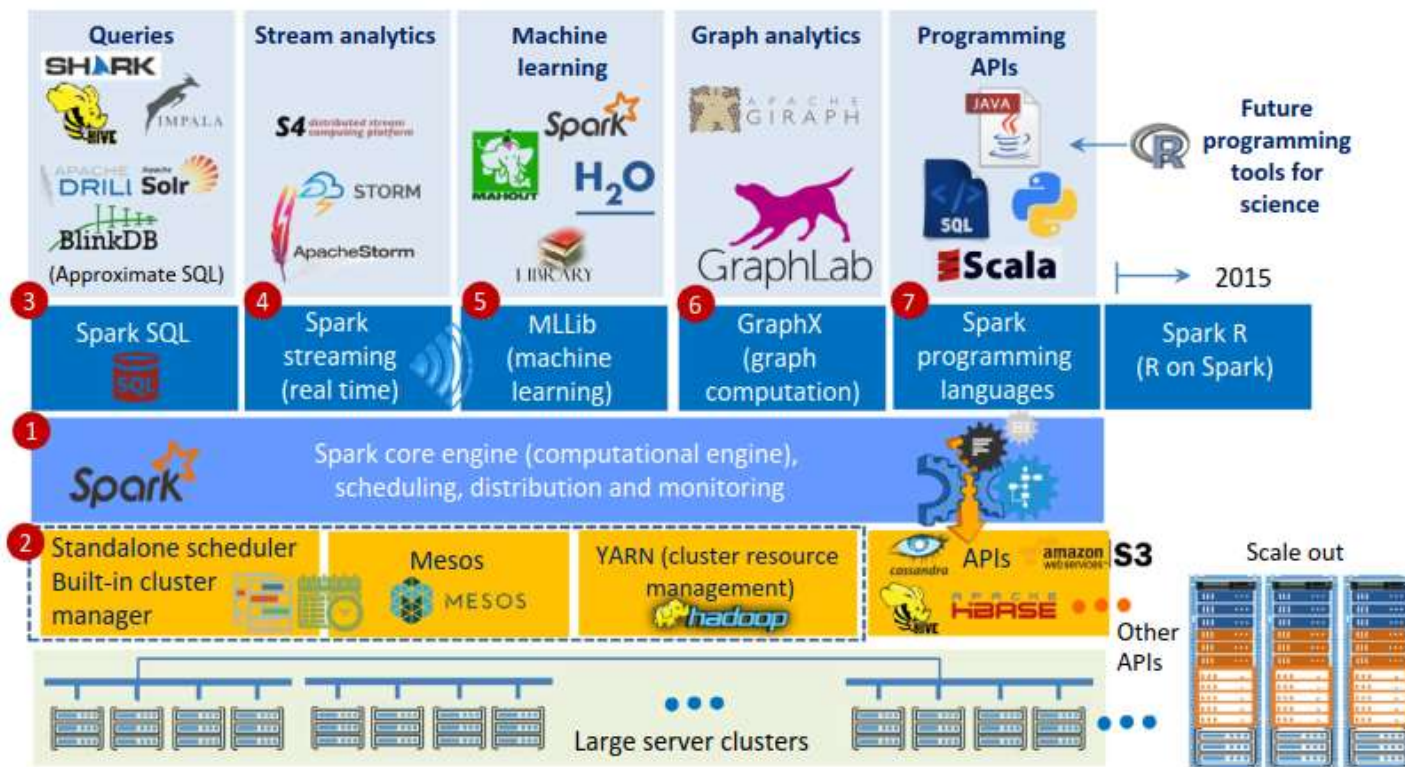 Queries
SHARK
HIVE
IMPALA
APACHE
DRILL
Apache
Solr
BlinkDB
(Approximate SQL)
Stream analytics
S4 distributed stream
computing platform
STORM
ApacheStorm
Machine
learning
Spark
MAHOUT
H2O
LIBRARY
Graph analytics
APACHE
GIRAPH
GraphLab
Programming
APIs
JAVA
SQL
Scala
R
Future
programming
tools for
science
2015
3
Spark SQL
SQL
4
Spark
streaming
(real time)
5
MLLib
(machine
learning)
6
GraphX
(graph
computation)
7
Spark
programming
languages
Spark R
(R on Spark)
1
Spark
Spark core engine (computational engine),
scheduling, distribution and monitoring
BI
2
Standalone scheduler
Built-in cluster
manager
Mesos
MESOS
YARN (cluster resource
management)
hadoop
cassandra
APIs
amazon
web services
S3
HIVE
APACHE
HBASE
Other
APIs
Scale out
Large server clusters